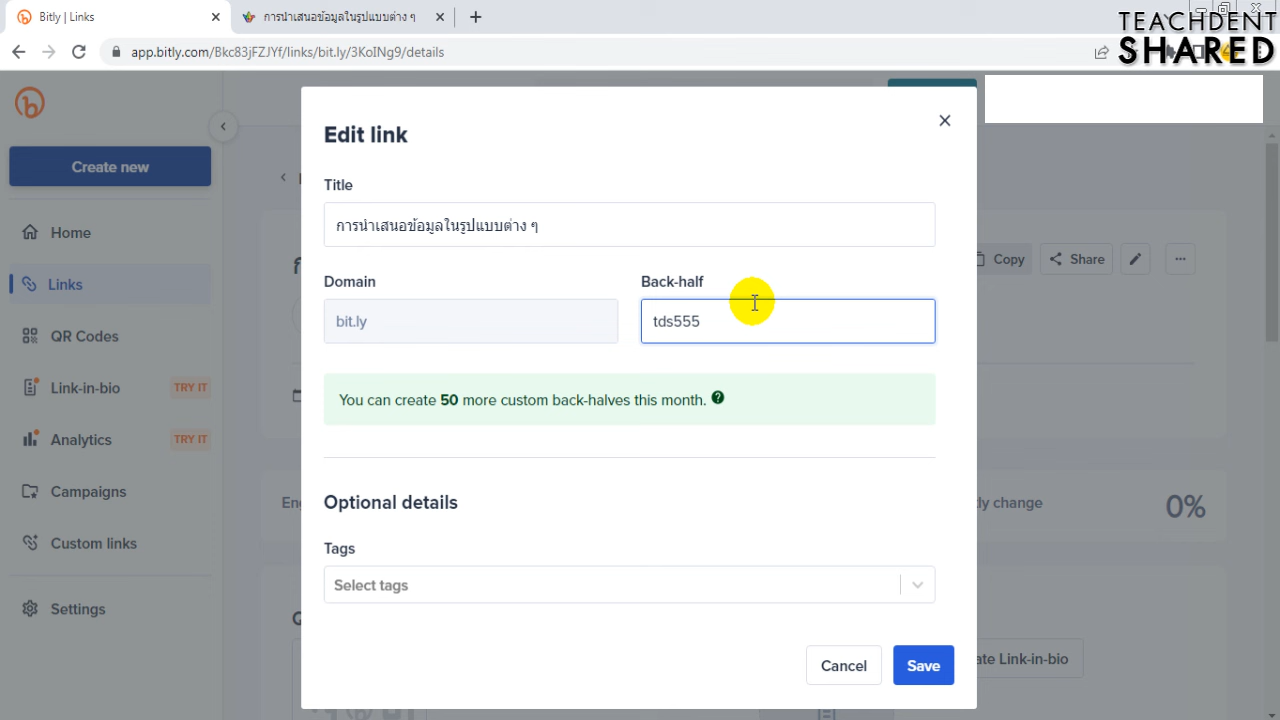 Bitly | Links
การนำเสนอข้อมูลในรูปแบบต่าง ๆ
TEACHDENT
SHARED
app.bitly.com/Bkc83jFZJYf/links/bit.ly/3KoINg9/details
Create new
Home
Links
QR Codes
Link-in-bio TRY IT
Analytics TRY IT
Campaigns
Custom links
Settings
Edit link
Title
การนำเสนอข้อมูลในรูปแบบต่าง ๆ
Copy Share
Domain Back-half
bit.ly tds555
You can create 50 more custom back-halves this month.
Optional details
0%
Tags
Select tags
Cancel Save